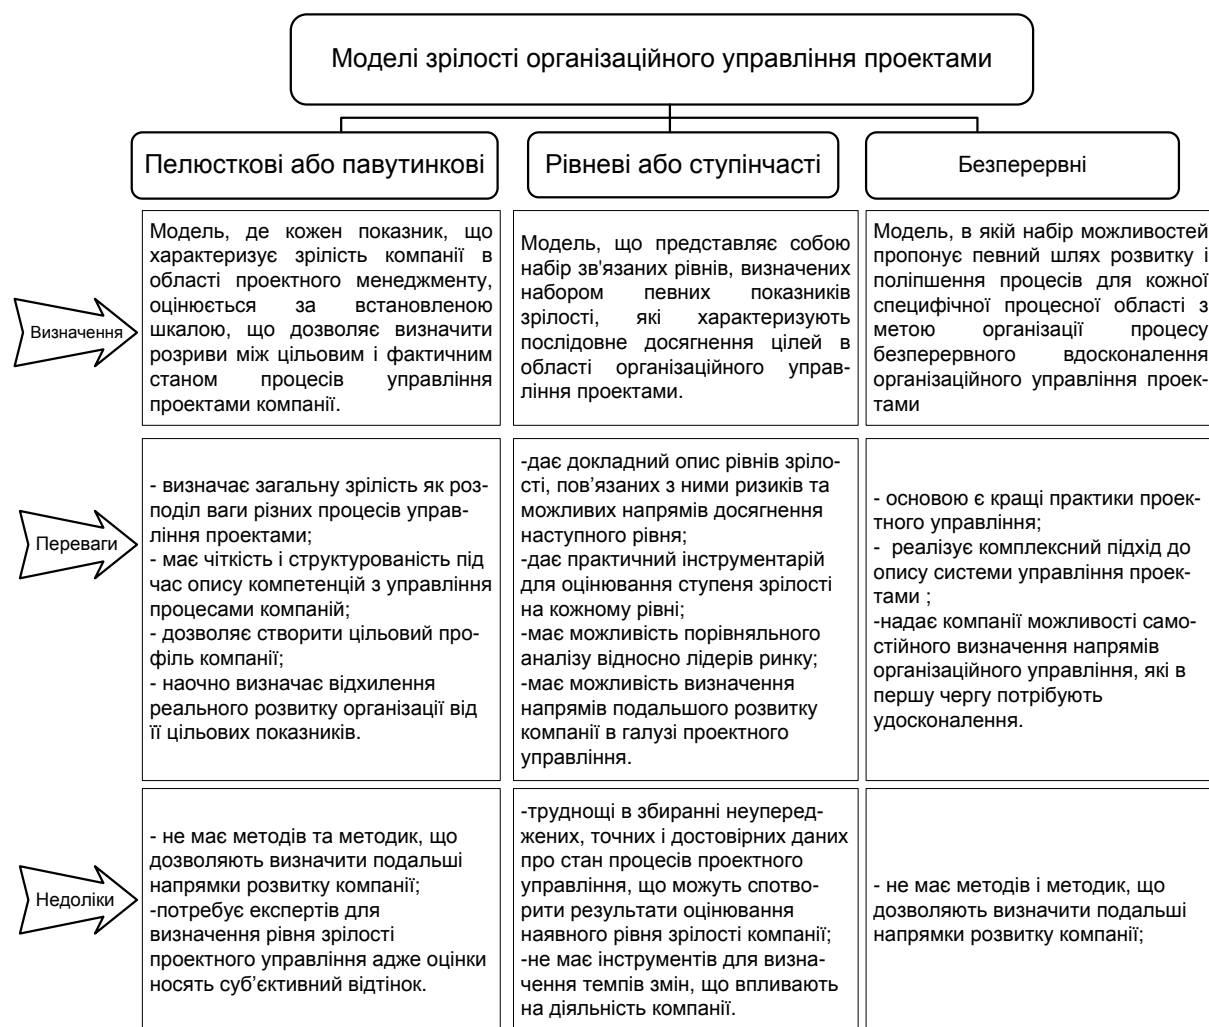 Моделі зрілості організаційного управління проектами
Пелюсткові або павутинкові
Рівневі або ступінчасті
Безперервні
Визначення
Модель, де кожен показник, що
характеризує зрілість компанії в
області проектного менеджменту,
оцінюється за встановленою
шкалою, що дозволяє визначити
розриви між цільовим і фактичним
станом процесів управління
проектами компанії.
Модель, що представляє собою
набір зв'язаних рівнів, визначених
набором певних показників
зрілості, які характеризують
послідовне досягнення цілей в
області організаційного управ-
ління проектами.
Модель, в якій набір можливостей
пропонує певний шлях розвитку і
поліпшення процесів для кожної
специфічної процесної області з
метою організації процесу
безперервного вдосконалення
організаційного управління проек-
тами
Переваги
- визначає загальну зрілість як роз-
поділ ваги різних процесів управ-
ління проектами;
- має чіткість і структурованість під
час опису компетенцій з управління
процесами компаній;
- дозволяє створити цільовий про-
філь компанії;
- наочно визначає відхилення
реального розвитку організації від
її цільових показників.
-дає докладний опис рівнів зріло-
сті, пов’язаних з ними ризиків та
можливих напрямів досягнення
наступного рівня;
-дає практичний інструментарій
для оцінювання ступеня зрілості
на кожному рівні;
-має можливість порівняльного
аналізу відносно лідерів ринку;
-має можливість визначення
напрямів подальшого розвитку
компанії в галузі проектного
управління.
- основою є кращі практики проек-
тного управління;
- реалізує комплексний підхід до
опису системи управління проек-
тами ;
-надає компанії можливості само-
стійного визначення напрямів
організаційного управління, які в
першу чергу потрібують
удосконалення.
Недоліки
- не має методів та методик, що
дозволяють визначити подальші
напрямки розвитку компанії;
-потребує експертів для
визначення рівня зрілості
проектного управління адже оцінки
носять суб’єктивний відтінок.
-труднощі в збиранні неуперед-
жених, точних і достовірних даних
про стан процесів проектного
управління, що можуть спотво-
рити результати оцінювання
наявного рівня зрілості компанії;
-не має інструментів для визна-
чення темпів змін, що впливають
на діяльність компанії.
- не має методів і методик, що
дозволяють визначити подальші
напрямки розвитку компанії;